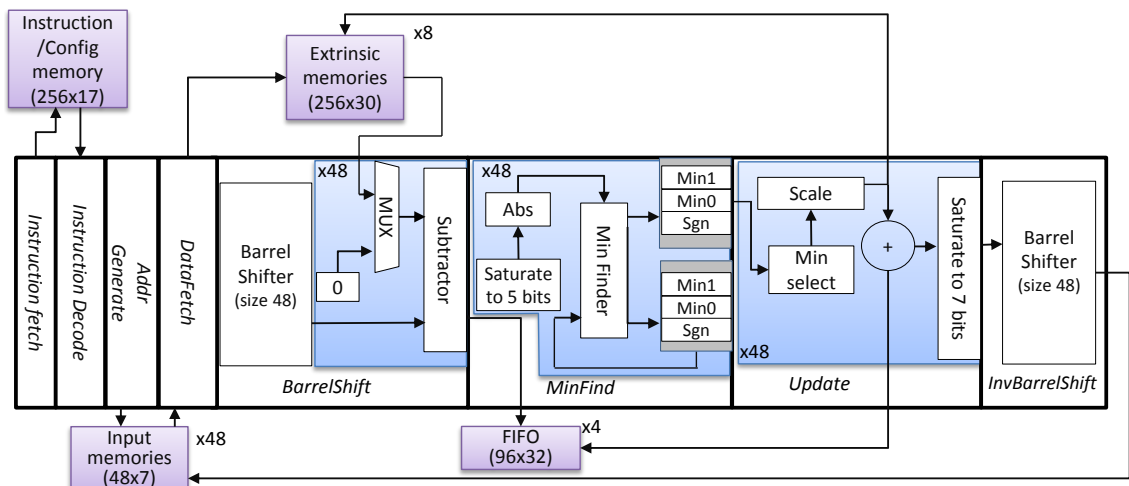 Instruction
/Config
memory
(256x17)
x8
Extrinsic
memories
(256x30)
Instruction fetch
Instruction Decode
Addr
Generate
DataFetch
Barrel
Shifter
(size 48)
x48
MUX
0
Subtractor
BarrelShift
x48
Abs
Saturate
to 5 bits
Min Finder
Min1
Min0
Sgn
Min1
Min0
Sgn
MinFind
Scale
Min
select
+
Saturate to 7 bits
x48
Update
Barrel
Shifter
(size 48)
InvBarrelShift
Input
memories
(48x7)
x48
FIFO
(96x32)
x4